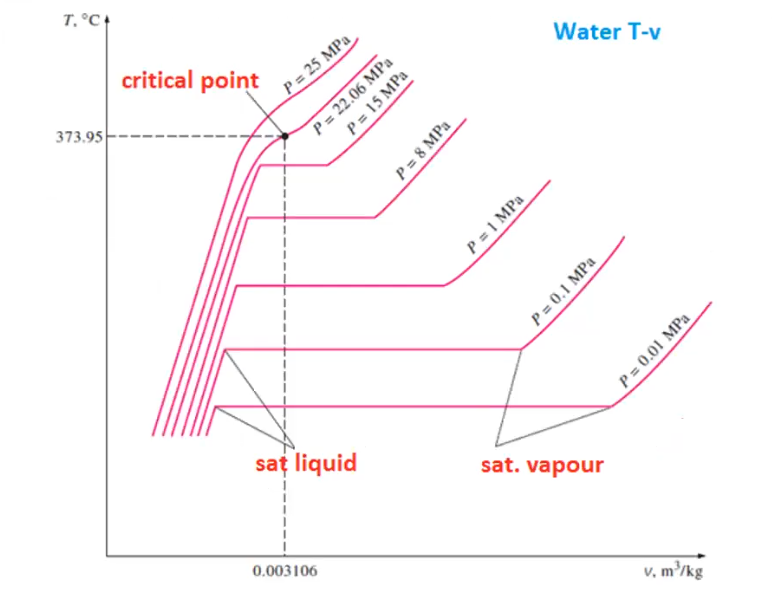 T, °C
Water T-v
critical point
P = 25 MPa
P = 22.06 MPa
P = 15 MPa
373.95
P = 8 MPa
P = 1 MPa
P = 0.1 MPa
P = 0.01 MPa
sat liquid
sat. vapour
0.003106
v, m³/kg